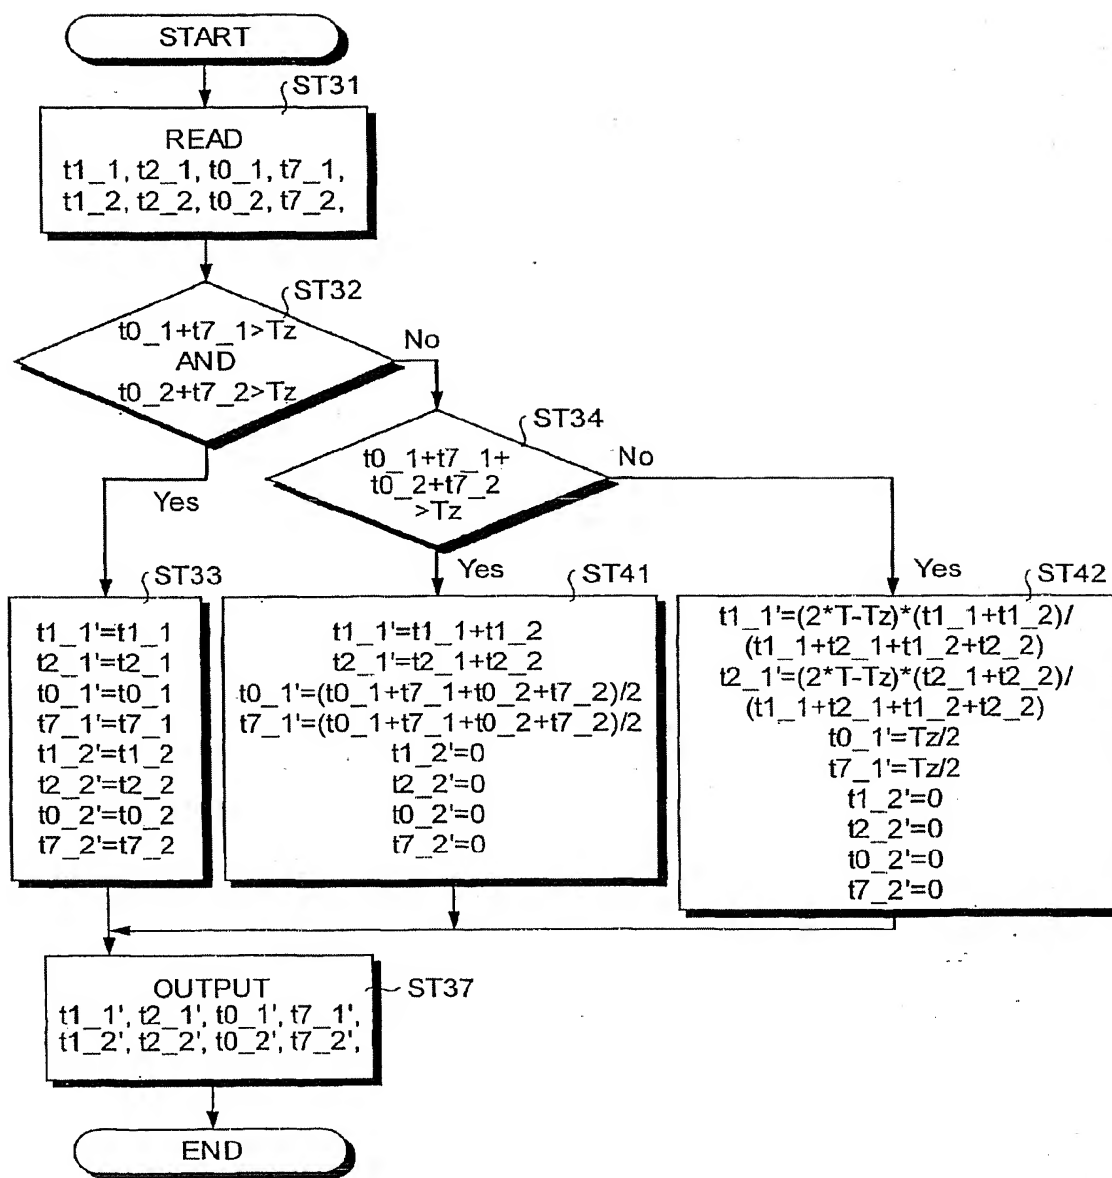 START
ST31
READ
t1_1, t2_1, t0_1, t7_1,
t1_2, t2_2, t0_2, t7_2,
ST32
t0_1+t7_1>Tz
AND
t0_2+t7_2>Tz
No
Yes
ST34
t0_1+t7_1+
t0_2+t7_2
>Tz
No
Yes
Yes
ST33
t1_1'=t1_1
t2_1'=t2_1
t0_1'=t0_1
t7_1'=t7_1
t1_2'=t1_2
t2_2'=t2_2
t0_2'=t0_2
t7_2'=t7_2
ST41
t1_1'=t1_1+t1_2
t2_1'=t2_1+t2_2
t0_1'=(t0_1+t7_1+t0_2+t7_2)/2
t7_1'=(t0_1+t7_1+t0_2+t7_2)/2
t1_2'=0
t2_2'=0
t0_2'=0
t7_2'=0
ST42
t1_1'=(2*T-Tz)*(t1_1+t1_2)/
(t1_1+t2_1+t1_2+t2_2)
t2_1'=(2*T-Tz)*(t2_1+t2_2)/
(t1_1+t2_1+t1_2+t2_2)
t0_1'=Tz/2
t7_1'=Tz/2
t1_2'=0
t2_2'=0
t0_2'=0
t7_2'=0
OUTPUT
t1_1', t2_1', t0_1', t7_1',
t1_2', t2_2', t0_2', t7_2',
ST37
END